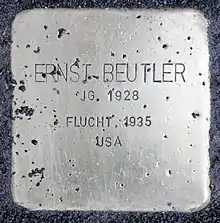 ERNST BEUTLER
JG. 1928
FLUCHT 1935
USA